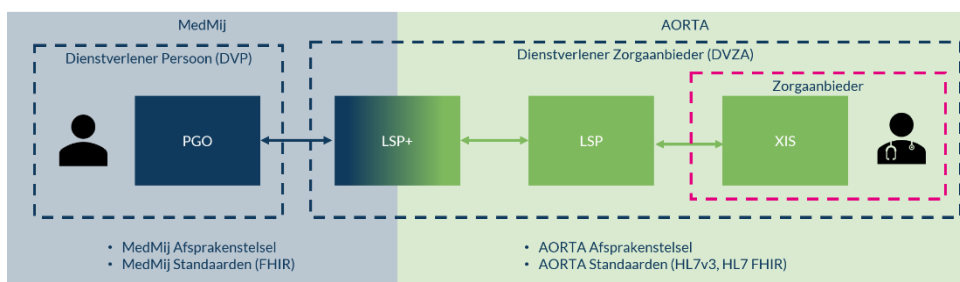 MedMij
AORTA
Dienstverlener Persoon (DVP)
Dienstverlener Zorgaanbieder (DVZA)
Zorgaanbieder
PGO
LSP+
LSP
XIS
• MedMij Afsprakenstelsel
• MedMij Standaarden (FHIR)
• AORTA Afsprakenstelsel
• AORTA Standaarden (HL7v3, HL7 FHIR)